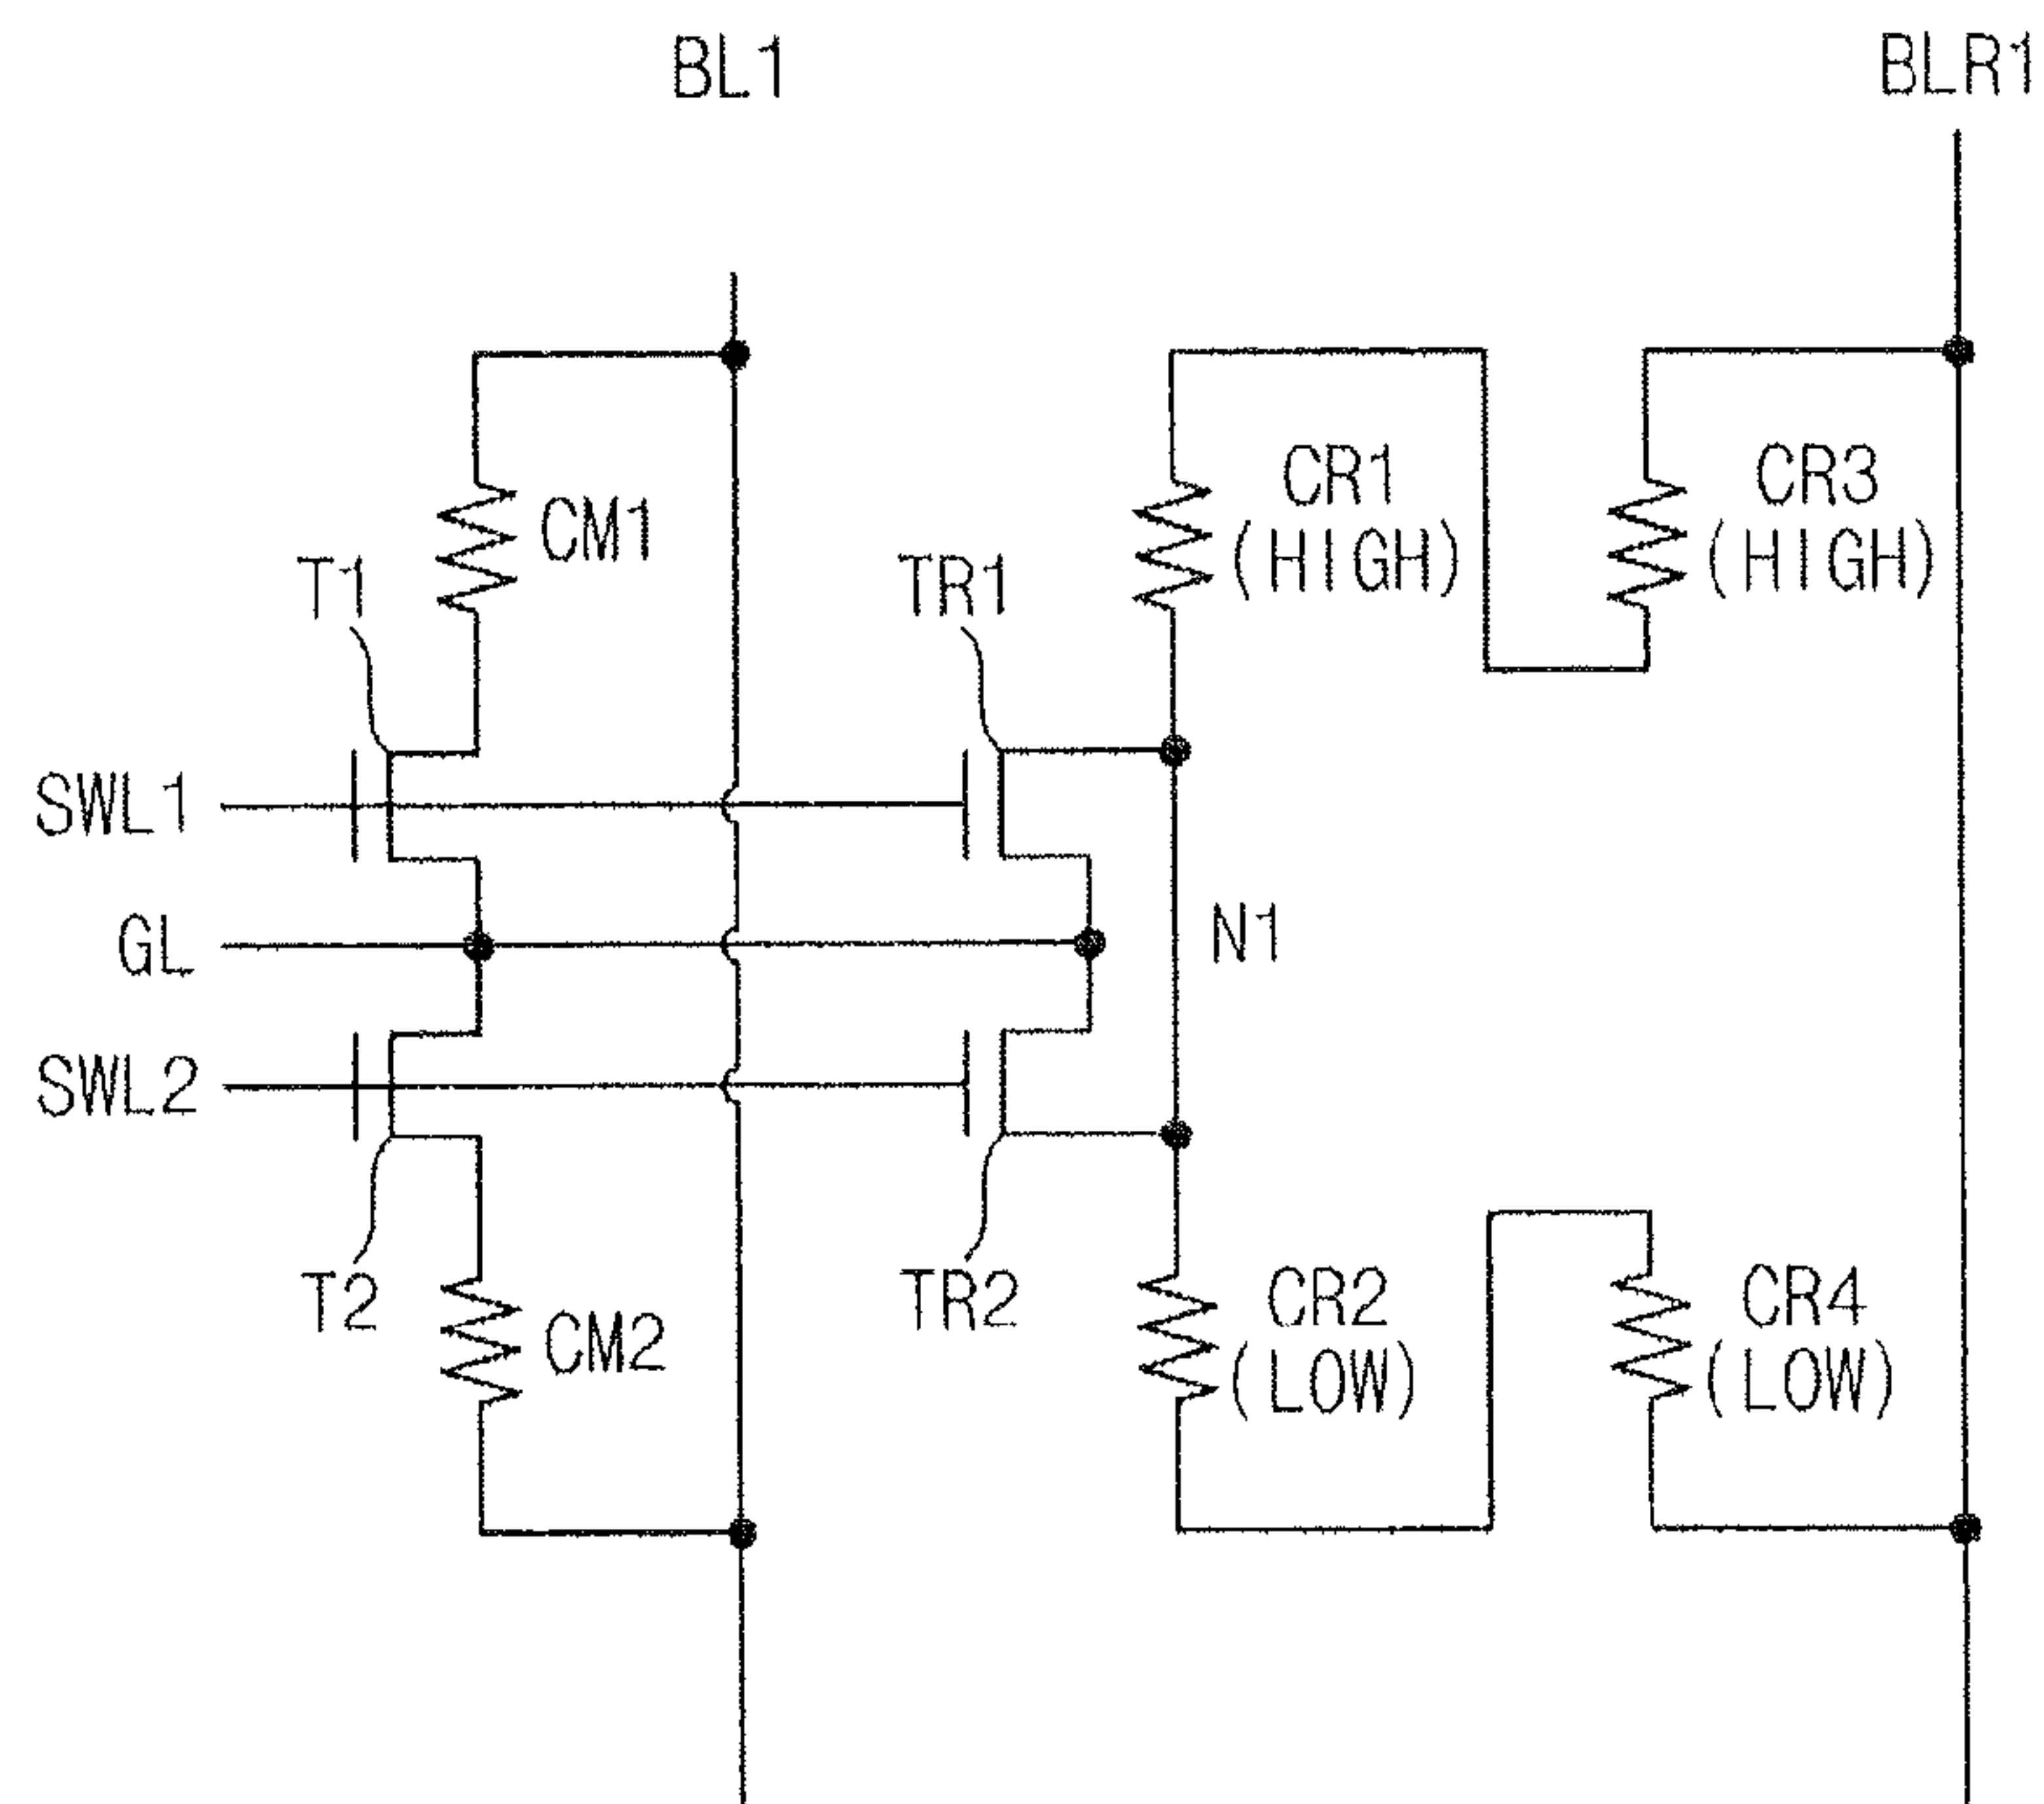 BL1
BLR1
CR1
(HIGH)
CR3
(HIGH)
CM1
T1
TR1
SWL1
GL
N1
SWL2
T2
TR2
CM2
CR2
(LOW)
CR4
(LOW)